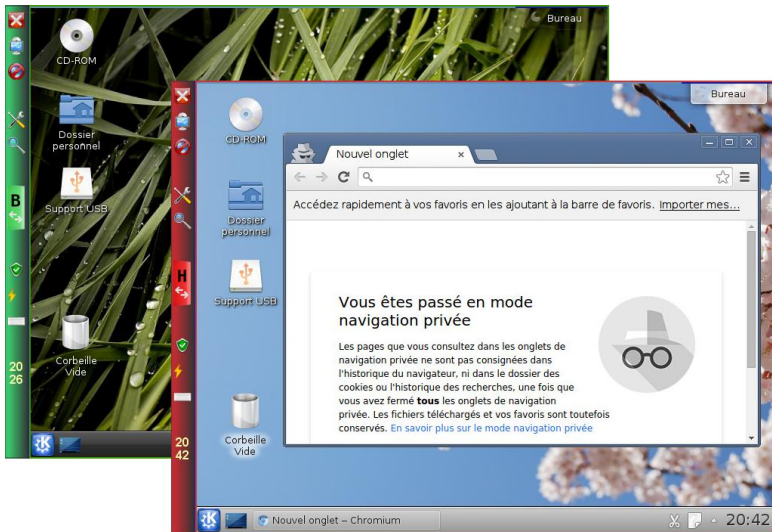 Bureau
CD-ROM
Dossier
personnel
B
Support USB
Corbeille
Vide
20
26
Bureau
CD-ROM
Dossier
personnel
H
Support USB
Corbeille
Vide
20
42
Nouvel onglet
Accédez rapidement à vos favoris en les ajoutant à la barre de favoris. Importer mes...
Vous êtes passé en mode
navigation privée
Les pages que vous consultez dans les onglets de
navigation privée ne sont pas consignées dans
l'historique du navigateur, ni dans le dossier des
cookies ou l'historique des recherches, une fois que
vous avez fermé tous les onglets de navigation
privée. Les fichiers téléchargés et vos favoris sont toutefois
conservés. En savoir plus sur le mode navigation privée
Nouvel onglet – Chromium
20:42